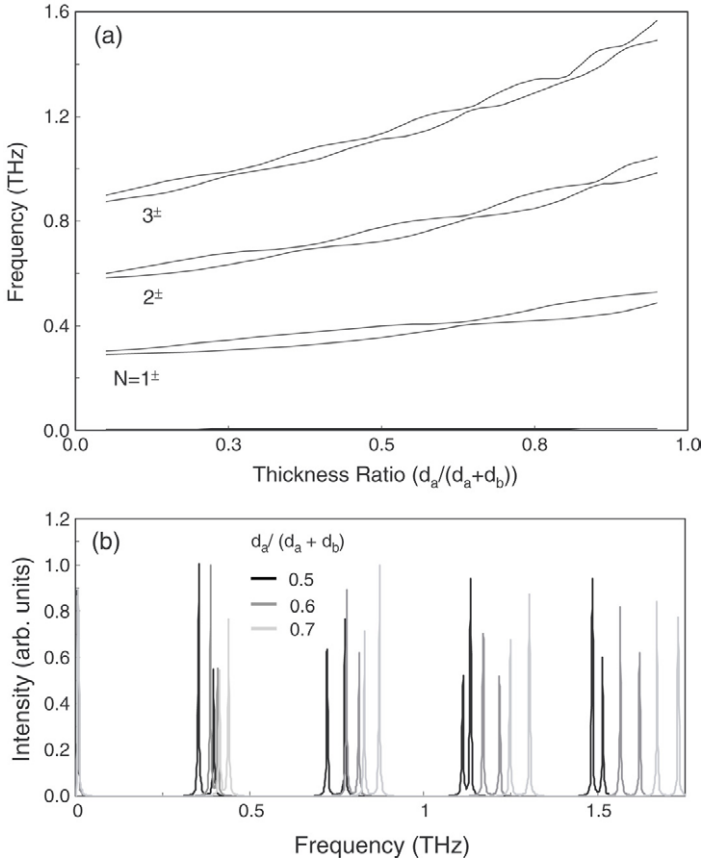 (a)
1.6
1.2
0.8
0.4
0.0
Frequency (THz)
3±
2±
N=1±
0.0 0.3 0.5 0.8 1.0
Thickness Ratio (da/(da+db))
(b)
1.2
1.0
0.8
0.6
0.4
0.2
0.0
Intensity (arb. units)
da/ (da + db)
0.5
0.6
0.7
0 0.5 1 1.5
Frequency (THz)